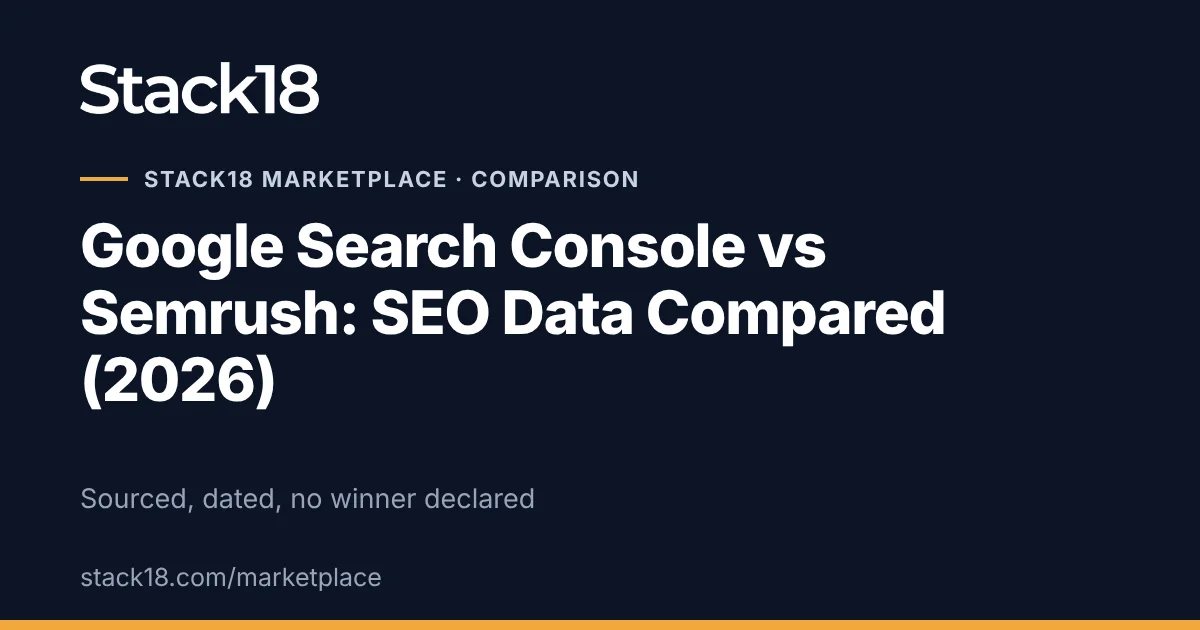 Stack18
STACK18 MARKETPLACE · COMPARISON
Google Search Console vs
Semrush: SEO Data Compared
(2026)
Sourced, dated, no winner declared
stack18.com/marketplace